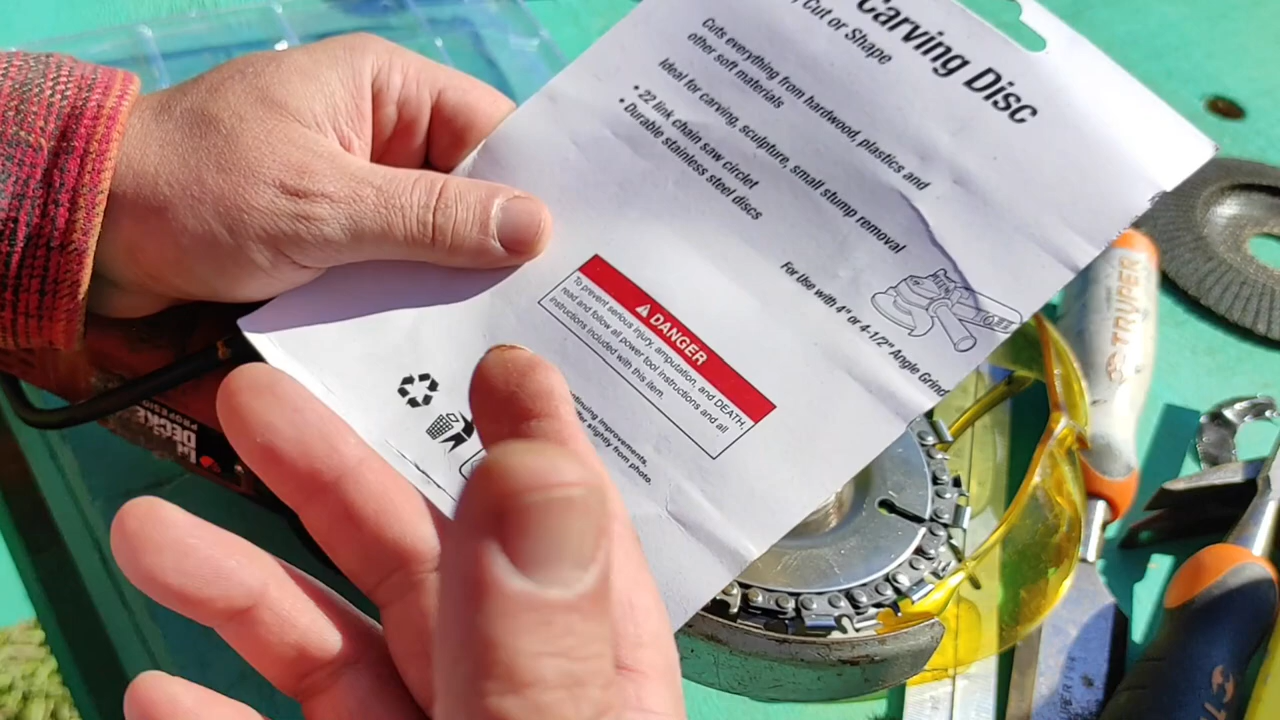 Carving Disc
Cut or Shape
Cuts everything from hardwood, plastics and
other soft materials
Ideal for carving, sculpture, small stump removal
• 22 link chain saw circlet
• Durable stainless steel discs
For Use with 4" or 4-1/2" Angle Grind
DANGER
To prevent serious injury, amputation, and DEATH,
read and follow all power tool instructions and all
instructions included with this item.
continuing improvements,
slightly from photo.
TRUPER